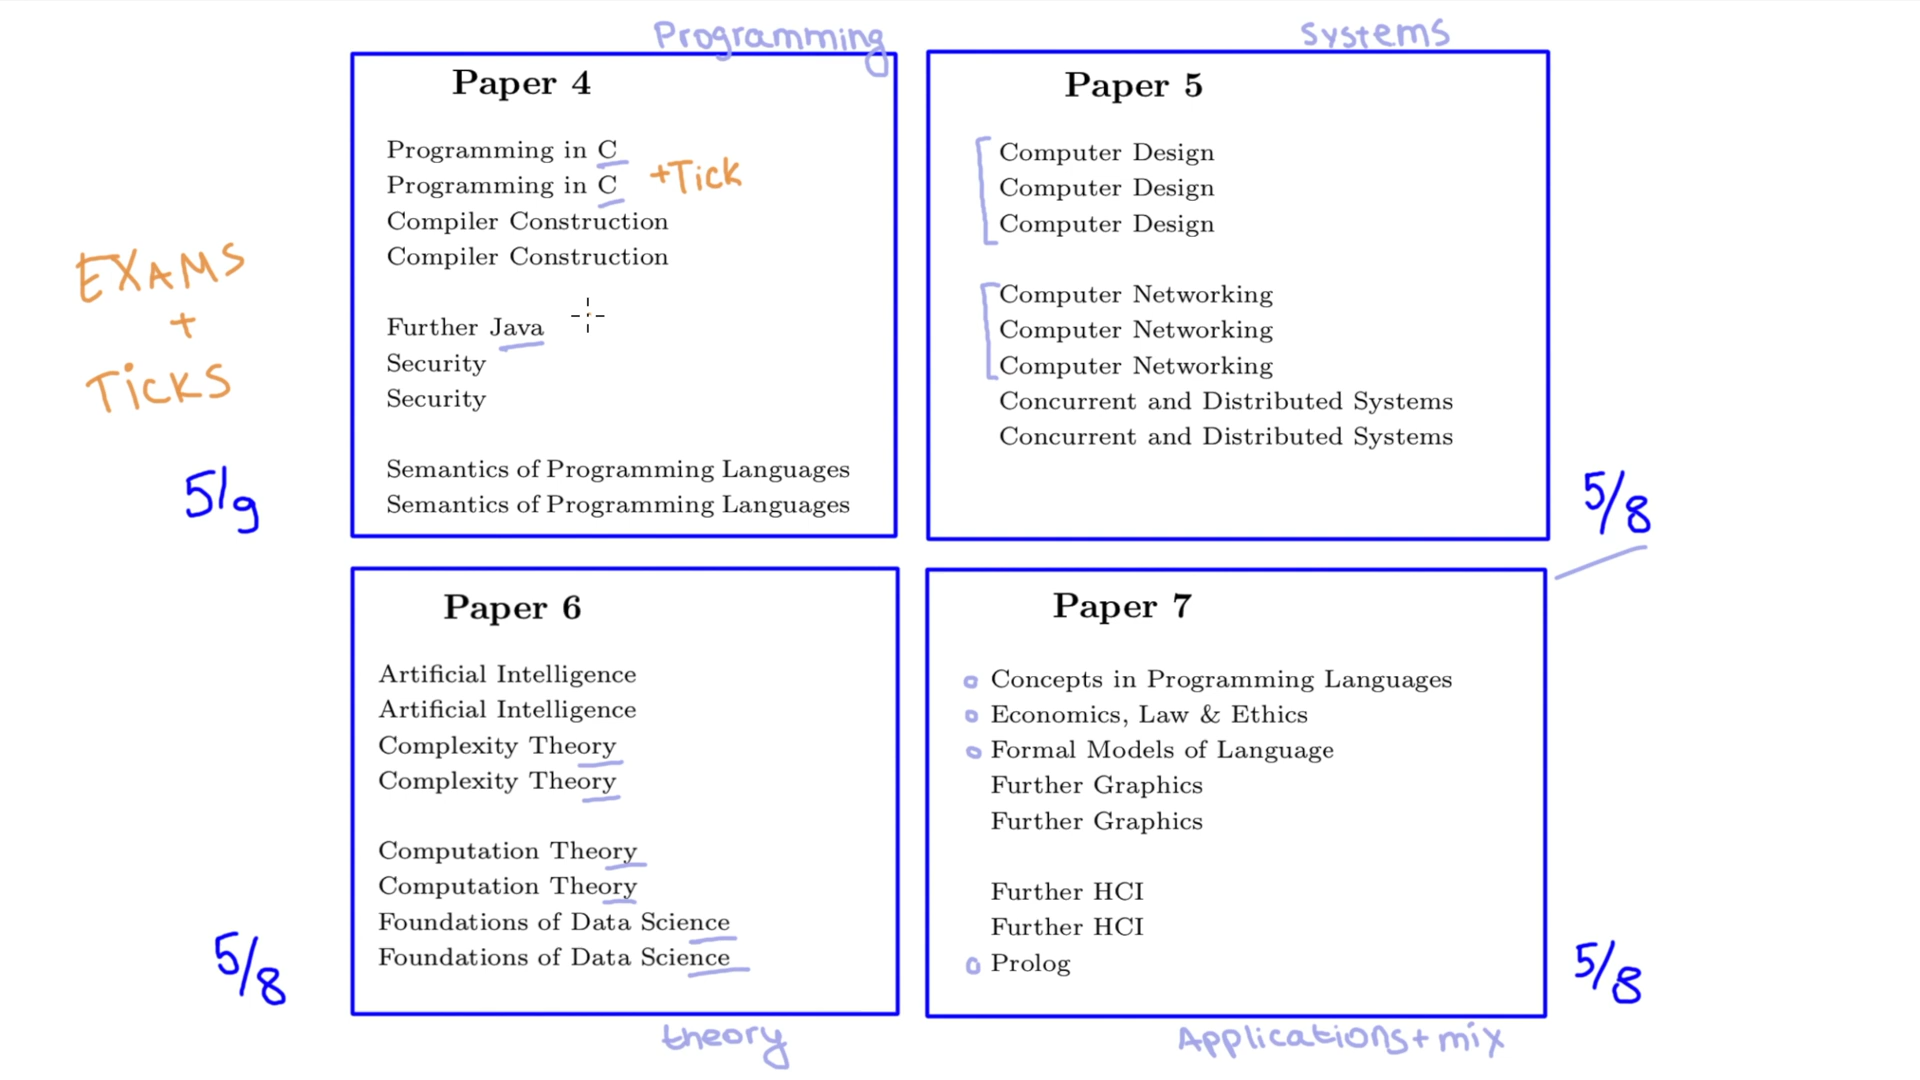 Programming
Paper 4
Programming in C
Programming in C
+Tick
Compiler Construction
Compiler Construction
Further Java
Security
Security
Semantics of Programming Languages
Semantics of Programming Languages
EXAMS
+
TiCKS
5/9
Systems
Paper 5
Computer Design
Computer Design
Computer Design
Computer Networking
Computer Networking
Computer Networking
Concurrent and Distributed Systems
Concurrent and Distributed Systems
5/8
Paper 6
Artificial Intelligence
Artificial Intelligence
Complexity Theory
Complexity Theory
Computation Theory
Computation Theory
Foundations of Data Science
Foundations of Data Science
5/8
theory
Paper 7
Concepts in Programming Languages
Economics, Law & Ethics
Formal Models of Language
Further Graphics
Further Graphics
Further HCI
Further HCI
Prolog
5/8
Applications + mix